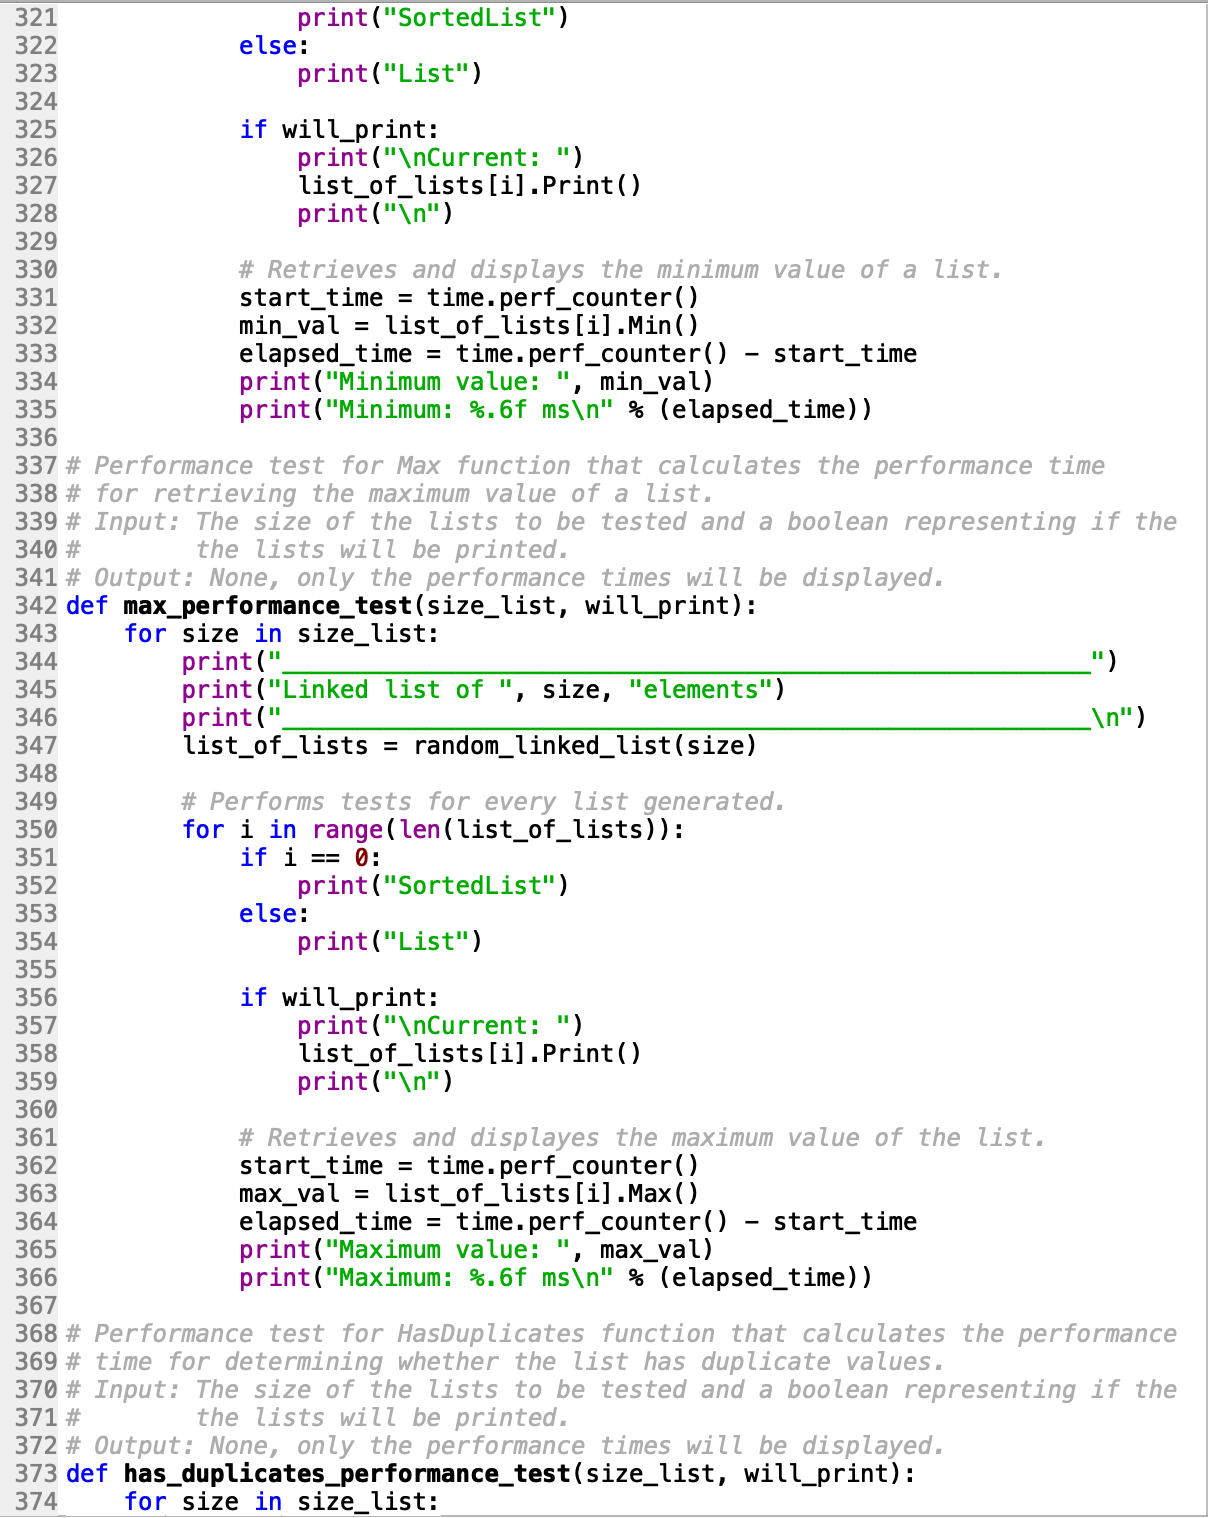 321                 print("SortedList")
322             else:
323                 print("List")
324
325             if will_print:
326                 print("\nCurrent: ")
327                 list_of_lists[i].Print()
328                 print("\n")
329
330             # Retrieves and displays the minimum value of a list.
331             start_time = time.perf_counter()
332             min_val = list_of_lists[i].Min()
333             elapsed_time = time.perf_counter() - start_time
334             print("Minimum value: ", min_val)
335             print("Minimum: %.6f ms\n" % (elapsed_time))
336
337 # Performance test for Max function that calculates the performance time
338 # for retrieving the maximum value of a list.
339 # Input: The size of the lists to be tested and a boolean representing if the
340 #        the lists will be printed.
341 # Output: None, only the performance times will be displayed.
342 def max_performance_test(size_list, will_print):
343     for size in size_list:
344         print("________________________________________________________")
345         print("Linked list of ", size, "elements")
346         print("________________________________________________________\n")
347         list_of_lists = random_linked_list(size)
348
349         # Performs tests for every list generated.
350         for i in range(len(list_of_lists)):
351             if i == 0:
352                 print("SortedList")
353             else:
354                 print("List")
355
356             if will_print:
357                 print("\nCurrent: ")
358                 list_of_lists[i].Print()
359                 print("\n")
360
361             # Retrieves and displayes the maximum value of the list.
362             start_time = time.perf_counter()
363             max_val = list_of_lists[i].Max()
364             elapsed_time = time.perf_counter() - start_time
365             print("Maximum value: ", max_val)
366             print("Maximum: %.6f ms\n" % (elapsed_time))
367
368 # Performance test for HasDuplicates function that calculates the performance
369 # time for determining whether the list has duplicate values.
370 # Input: The size of the lists to be tested and a boolean representing if the
371 #        the lists will be printed.
372 # Output: None, only the performance times will be displayed.
373 def has_duplicates_performance_test(size_list, will_print):
374     for size in size_list: